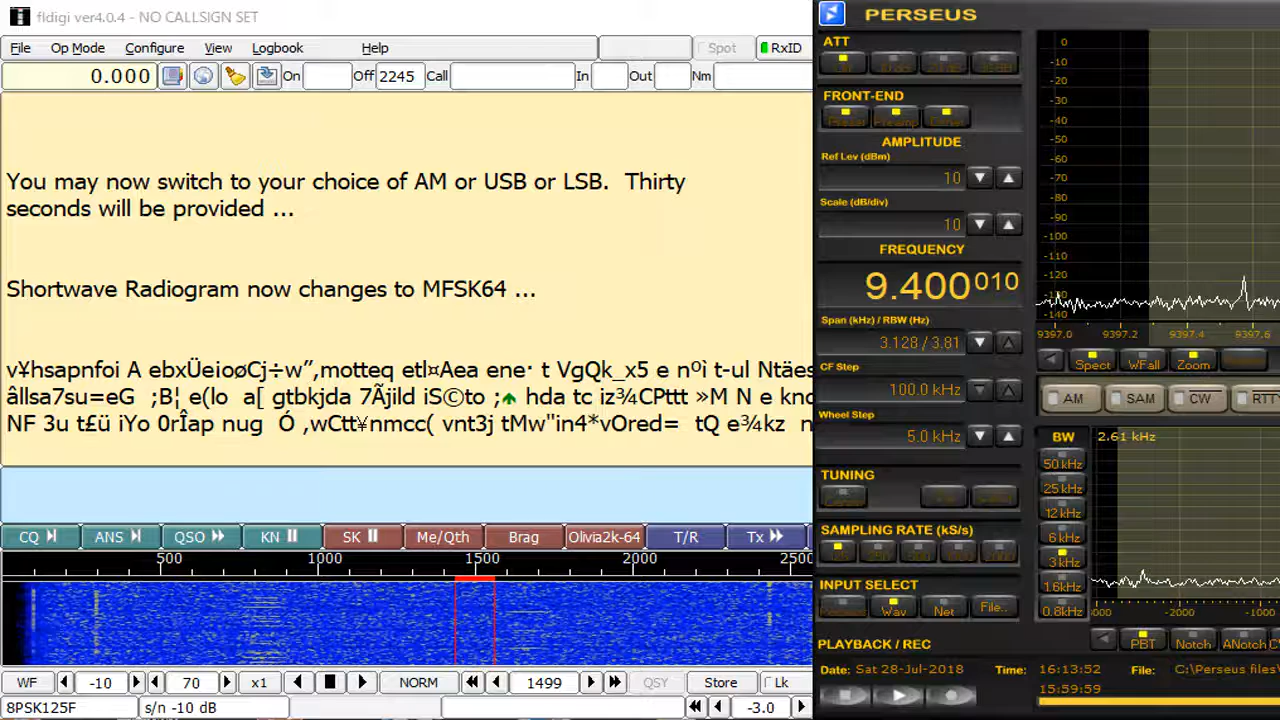 fldigi ver4.0.4 - NO CALLSIGN SET
File Op Mode Configure View Logbook Help Spot RxID
0.000 On Off 2245 Call In Out Nm
You may now switch to your choice of AM or USB or LSB. Thirty
seconds will be provided ...
Shortwave Radiogram now changes to MFSK64 ...
CQ ANS QSO KN SK Me/Qth Brag Olivia2k-64 T/R Tx
500 1000 1500 2000 2500
WF -10 70 x1 NORM 1499 QSY Store Lk
8PSK125F s/n -10 dB -3.0
PERSEUS
ATT
FRONT-END
Preamp
AMPLITUDE
Ref Lev (dBm)
10
Scale (dB/div)
10
FREQUENCY
9.400010
Span (kHz) / RBW (Hz)
3.128 / 3.81
CF Step
100.0 kHz
Wheel Step
5.0 kHz
TUNING
SAMPLING RATE (kS/s)
INPUT SELECT
Wav Net File..
PLAYBACK / REC
Date: Sat 28-Jul-2018 Time: 16:13:52 File: C:\Perseus files\
15:59:59
0
-10
-20
-30
-40
-50
-60
-70
-80
-90
-100
-110
-120
-130
-140
9397.0 9397.2 9397.4 9397.6
Spect WFall Zoom
AM SAM CW RTT
BW 2.61 kHz
50 kHz
25 kHz
12 kHz
6 kHz
3 kHz
1.6kHz
0.8kHz
-2000 -1000
PBT Notch ANotch